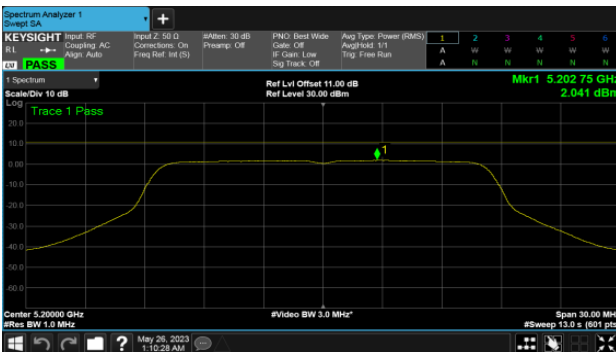 Spectrum Analyzer 1
Swept SA
+
KEYSIGHT
RL
LXI
PASS
Input: RF
Coupling: AC
Align: Auto
Input Z: 50 Ω
Corrections: On
Freq Ref: Int (S)
#Atten: 30 dB
Preamp: Off
PNO: Best Wide
Gate: Off
IF Gain: Low
Sig Track: Off
Avg Type: Power (RMS)
Avg|Hold: 1/1
Trig: Free Run
1 2 3 4 5 6
A W W W W W
A N N N N N
1 Spectrum
Scale/Div 10 dB
Ref Lvl Offset 11.00 dB
Ref Level 30.00 dBm
Mkr1 5.202 75 GHz
2.041 dBm
Log
Trace 1 Pass
20.0
10.0
0.00
-10.0
-20.0
-30.0
-40.0
-50.0
-60.0
1
Center 5.20000 GHz
#Res BW 1.0 MHz
#Video BW 3.0 MHz*
Span 30.00 MHz
#Sweep 13.0 s (601 pts)
?
May 26, 2023
1:10:28 AM